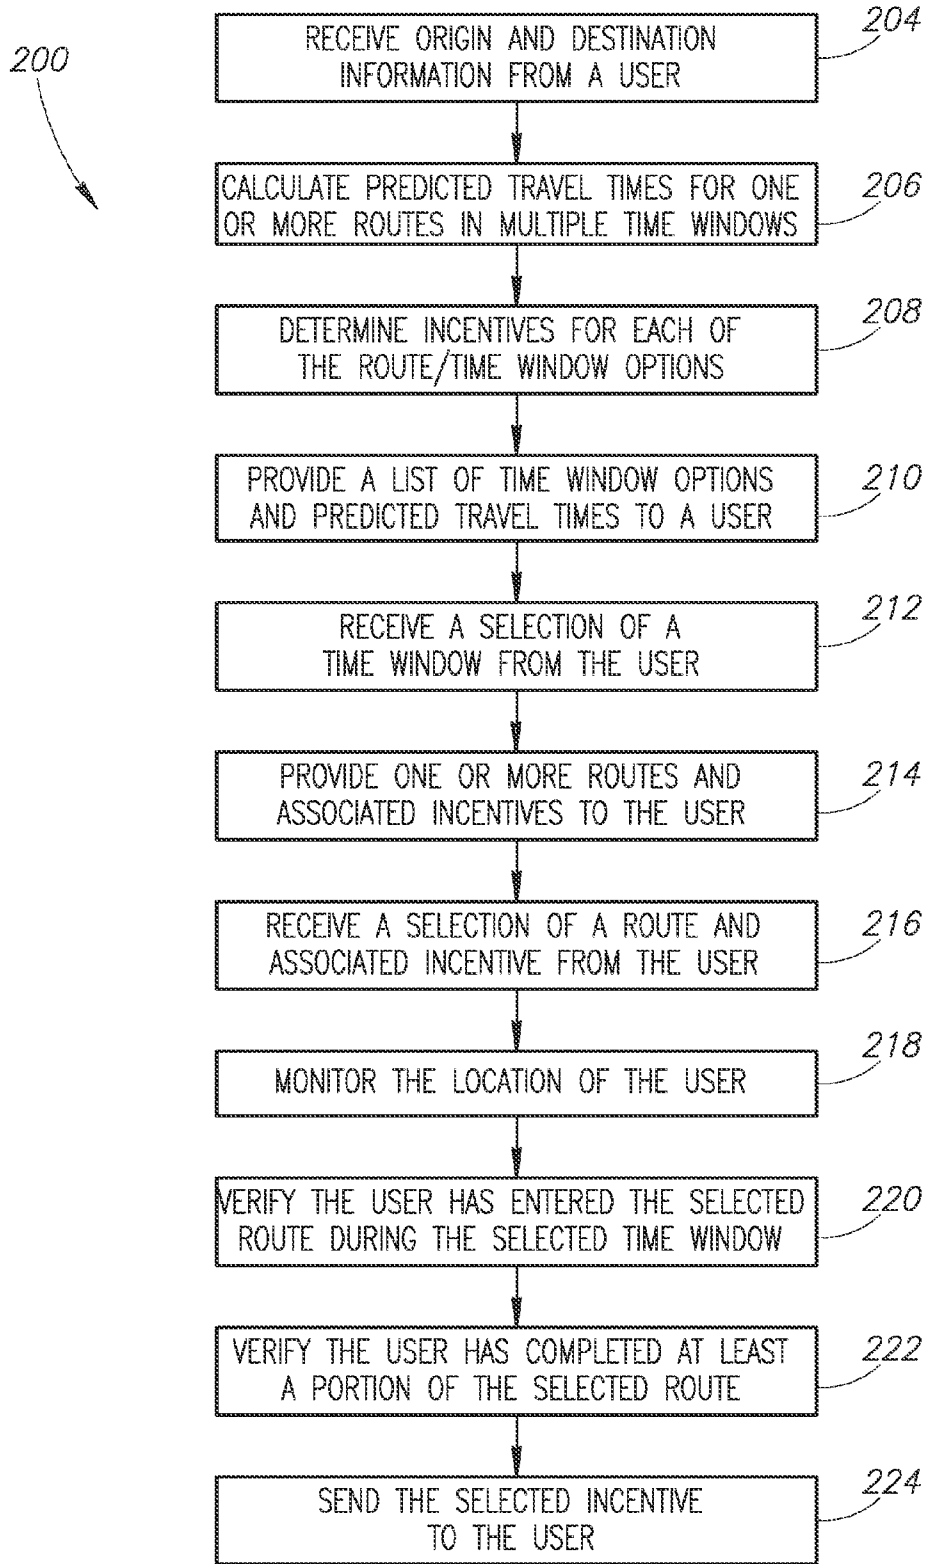 200
204
RECEIVE ORIGIN AND DESTINATION
INFORMATION FROM A USER
206
CALCULATE PREDICTED TRAVEL TIMES FOR ONE
OR MORE ROUTES IN MULTIPLE TIME WINDOWS
208
DETERMINE INCENTIVES FOR EACH OF
THE ROUTE/TIME WINDOW OPTIONS
210
PROVIDE A LIST OF TIME WINDOW OPTIONS
AND PREDICTED TRAVEL TIMES TO A USER
212
RECEIVE A SELECTION OF A
TIME WINDOW FROM THE USER
214
PROVIDE ONE OR MORE ROUTES AND
ASSOCIATED INCENTIVES TO THE USER
216
RECEIVE A SELECTION OF A ROUTE AND
ASSOCIATED INCENTIVE FROM THE USER
218
MONITOR THE LOCATION OF THE USER
220
VERIFY THE USER HAS ENTERED THE SELECTED
ROUTE DURING THE SELECTED TIME WINDOW
222
VERIFY THE USER HAS COMPLETED AT LEAST
A PORTION OF THE SELECTED ROUTE
224
SEND THE SELECTED INCENTIVE
TO THE USER